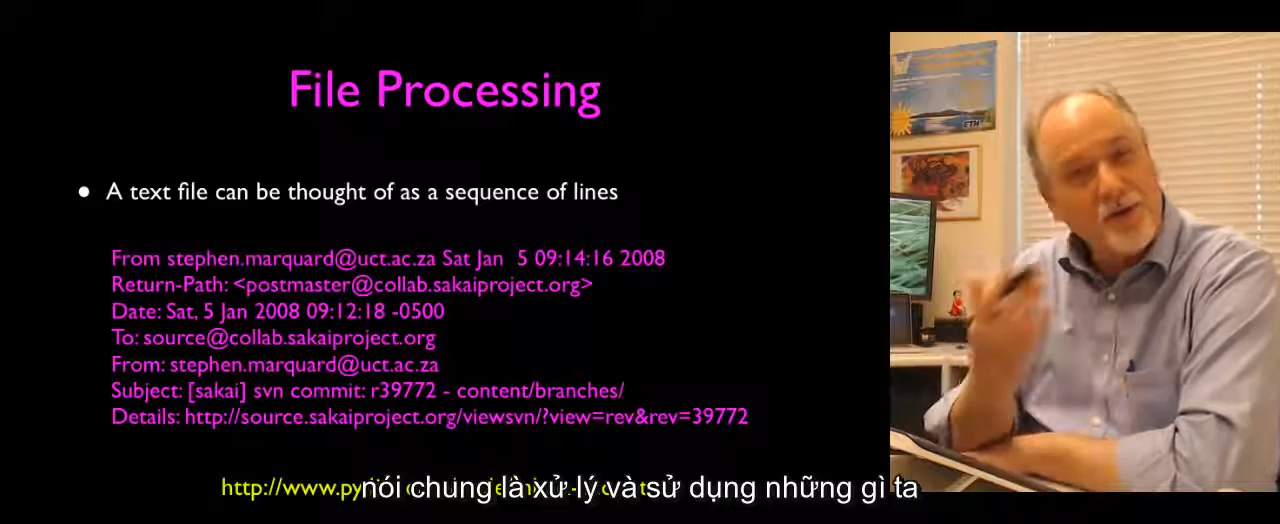 File Processing
● A text file can be thought of as a sequence of lines
From stephen.marquard@uct.ac.za Sat Jan 5 09:14:16 2008
Return-Path: <postmaster@collab.sakaiproject.org>
Date: Sat, 5 Jan 2008 09:12:18 -0500
To: source@collab.sakaiproject.org
From: stephen.marquard@uct.ac.za
Subject: [sakai] svn commit: r39772 - content/branches/
Details: http://source.sakaiproject.org/viewsvn/?view=rev&rev=39772
http://www.py
nói chung là xử lý và sử dụng những gì ta
ETH